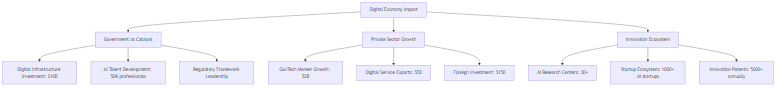 Digital Economy Impact
Government as Catalyst
Private Sector Growth
Innovation Ecosystem
Digital Infrastructure
Investment: $10B
AI Talent Development:
50K professionals
Regulatory Framework
Leadership
GovTech Market Growth:
$2B
Digital Service Exports: $5B
Foreign Investment: $15B
AI Research Centers: 20+
Startup Ecosystem: 1000+
AI startups
Innovation Patents: 5000+
annually